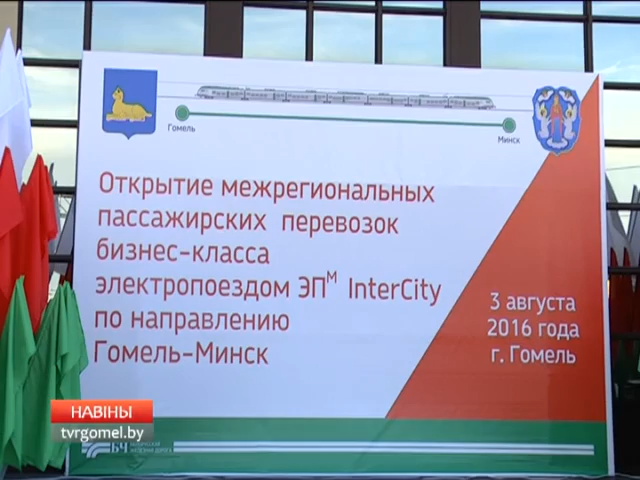 Гомель
Минск
Открытие межрегиональных
пассажирских перевозок
бизнес-класса
электропоездом ЭПМ InterCity
по направлению
Гомель-Минск
3 августа
2016 года
г. Гомель
НАВІНЫ
tvrgomel.by
БЧ